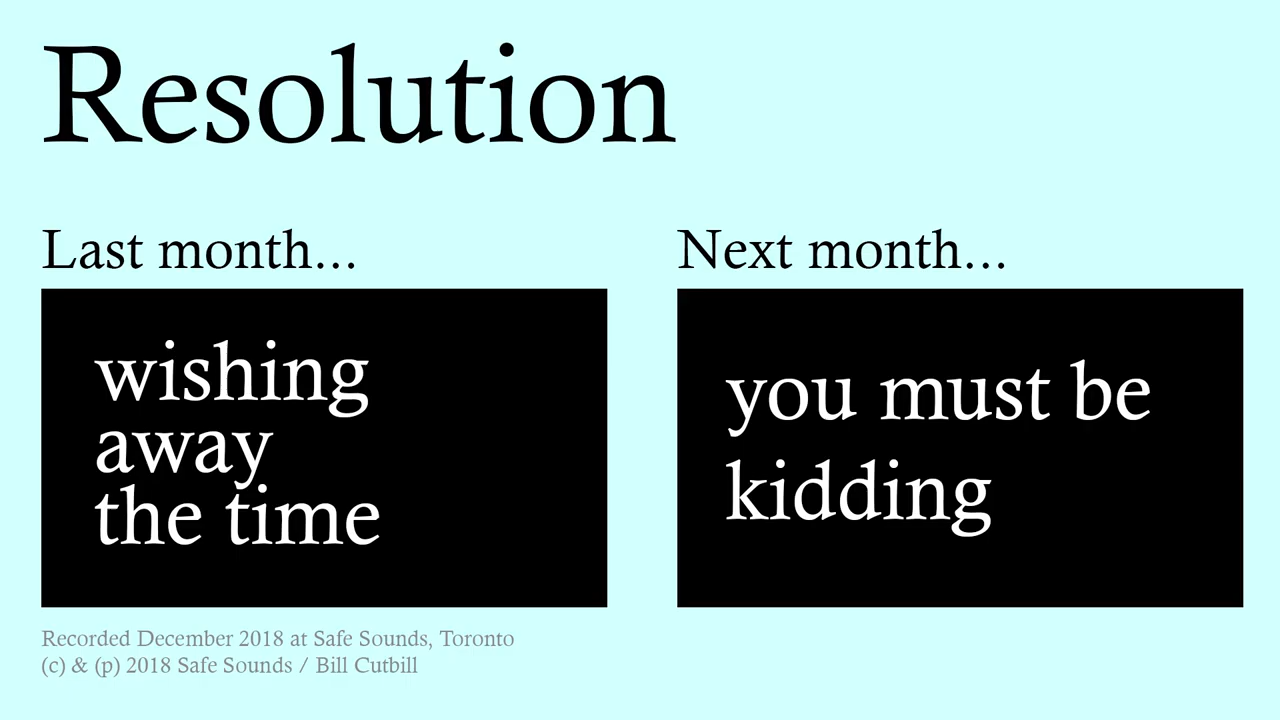 Resolution
Last month...
wishing
away
the time
Next month...
you must be
kidding
Recorded December 2018 at Safe Sounds, Toronto
(c) & (p) 2018 Safe Sounds / Bill Cutbill